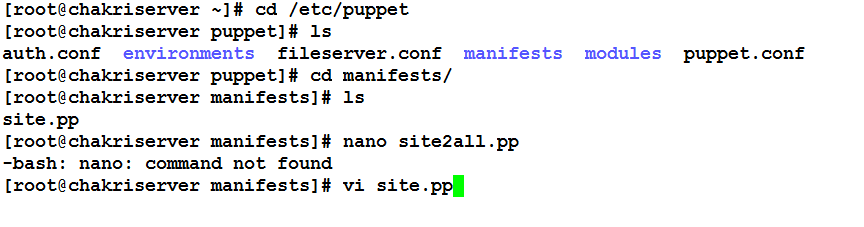 [root@chakriserver ~]# cd /etc/puppet
[root@chakriserver puppet]# ls
auth.conf  environments  fileserver.conf  manifests  modules  puppet.conf
[root@chakriserver puppet]# cd manifests/
[root@chakriserver manifests]# ls
site.pp
[root@chakriserver manifests]# nano site2all.pp
-bash: nano: command not found
[root@chakriserver manifests]# vi site.pp